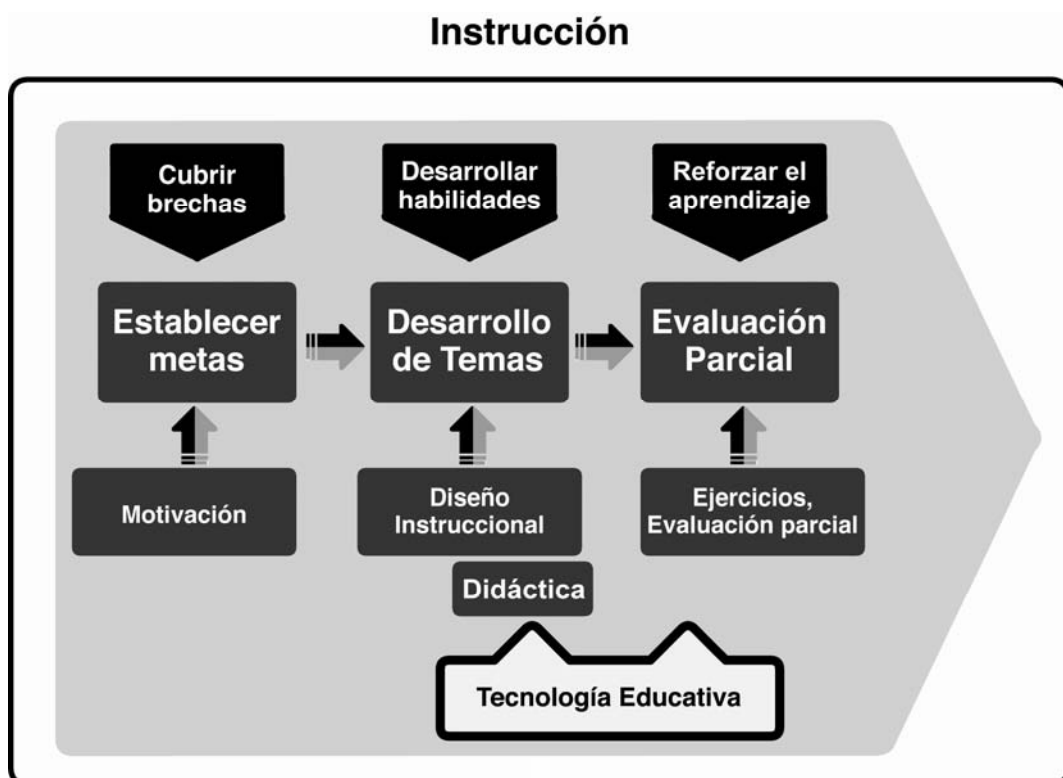 Instrucción
Cubrir
brechas
Desarrollar
habilidades
Reforzar el
aprendizaje
Establecer
metas
Desarrollo
de Temas
Evaluación
Parcial
Motivación
Diseño
Instruccional
Ejercicios,
Evaluación parcial
Didáctica
Tecnología Educativa